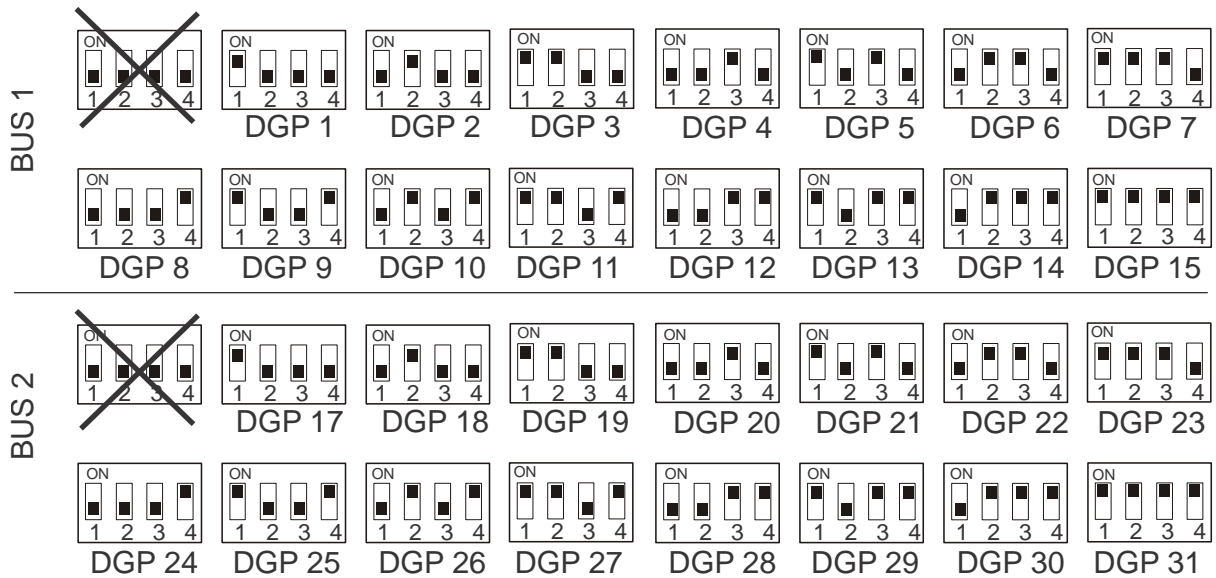 BUS 1
ON ON ON ON ON ON ON ON
1 2 3 4 1 2 3 4 1 2 3 4 1 2 3 4 1 2 3 4 1 2 3 4 1 2 3 4 1 2 3 4
DGP 1 DGP 2 DGP 3 DGP 4 DGP 5 DGP 6 DGP 7
ON ON ON ON ON ON ON ON
1 2 3 4 1 2 3 4 1 2 3 4 1 2 3 4 1 2 3 4 1 2 3 4 1 2 3 4 1 2 3 4
DGP 8 DGP 9 DGP 10 DGP 11 DGP 12 DGP 13 DGP 14 DGP 15
BUS 2
ON ON ON ON ON ON ON ON
1 2 3 4 1 2 3 4 1 2 3 4 1 2 3 4 1 2 3 4 1 2 3 4 1 2 3 4 1 2 3 4
DGP 17 DGP 18 DGP 19 DGP 20 DGP 21 DGP 22 DGP 23
ON ON ON ON ON ON ON ON
1 2 3 4 1 2 3 4 1 2 3 4 1 2 3 4 1 2 3 4 1 2 3 4 1 2 3 4 1 2 3 4
DGP 24 DGP 25 DGP 26 DGP 27 DGP 28 DGP 29 DGP 30 DGP 31